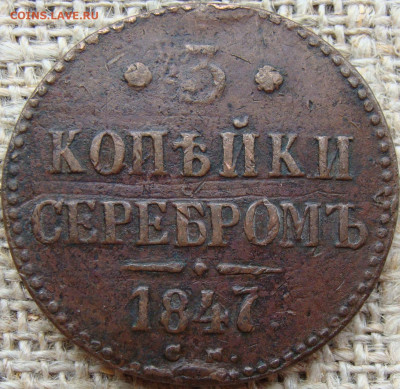 COINS.LAVE.RU
3
КОПѢЙКИ
СЕРЕБРОМЪ
1847.
С.М.